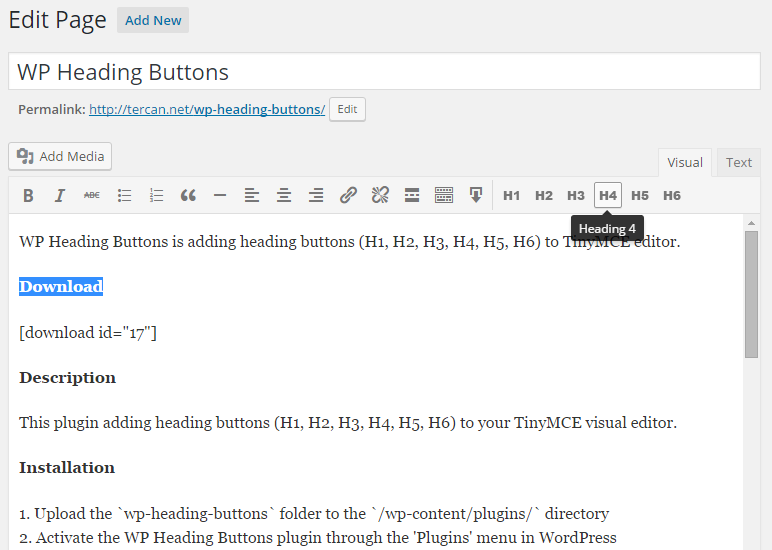 Edit Page Add New
WP Heading Buttons
Permalink: http://tercan.net/wp-heading-buttons/ Edit
Add Media
Visual Text
B I ABC H1 H2 H3 H4 H5 H6
Heading 4
WP Heading Buttons is adding heading buttons (H1, H2, H3, H4, H5, H6) to TinyMCE editor.
Download
[download id="17"]
Description
This plugin adding heading buttons (H1, H2, H3, H4, H5, H6) to your TinyMCE visual editor.
Installation
1. Upload the `wp-heading-buttons` folder to the `/wp-content/plugins/` directory
2. Activate the WP Heading Buttons plugin through the 'Plugins' menu in WordPress